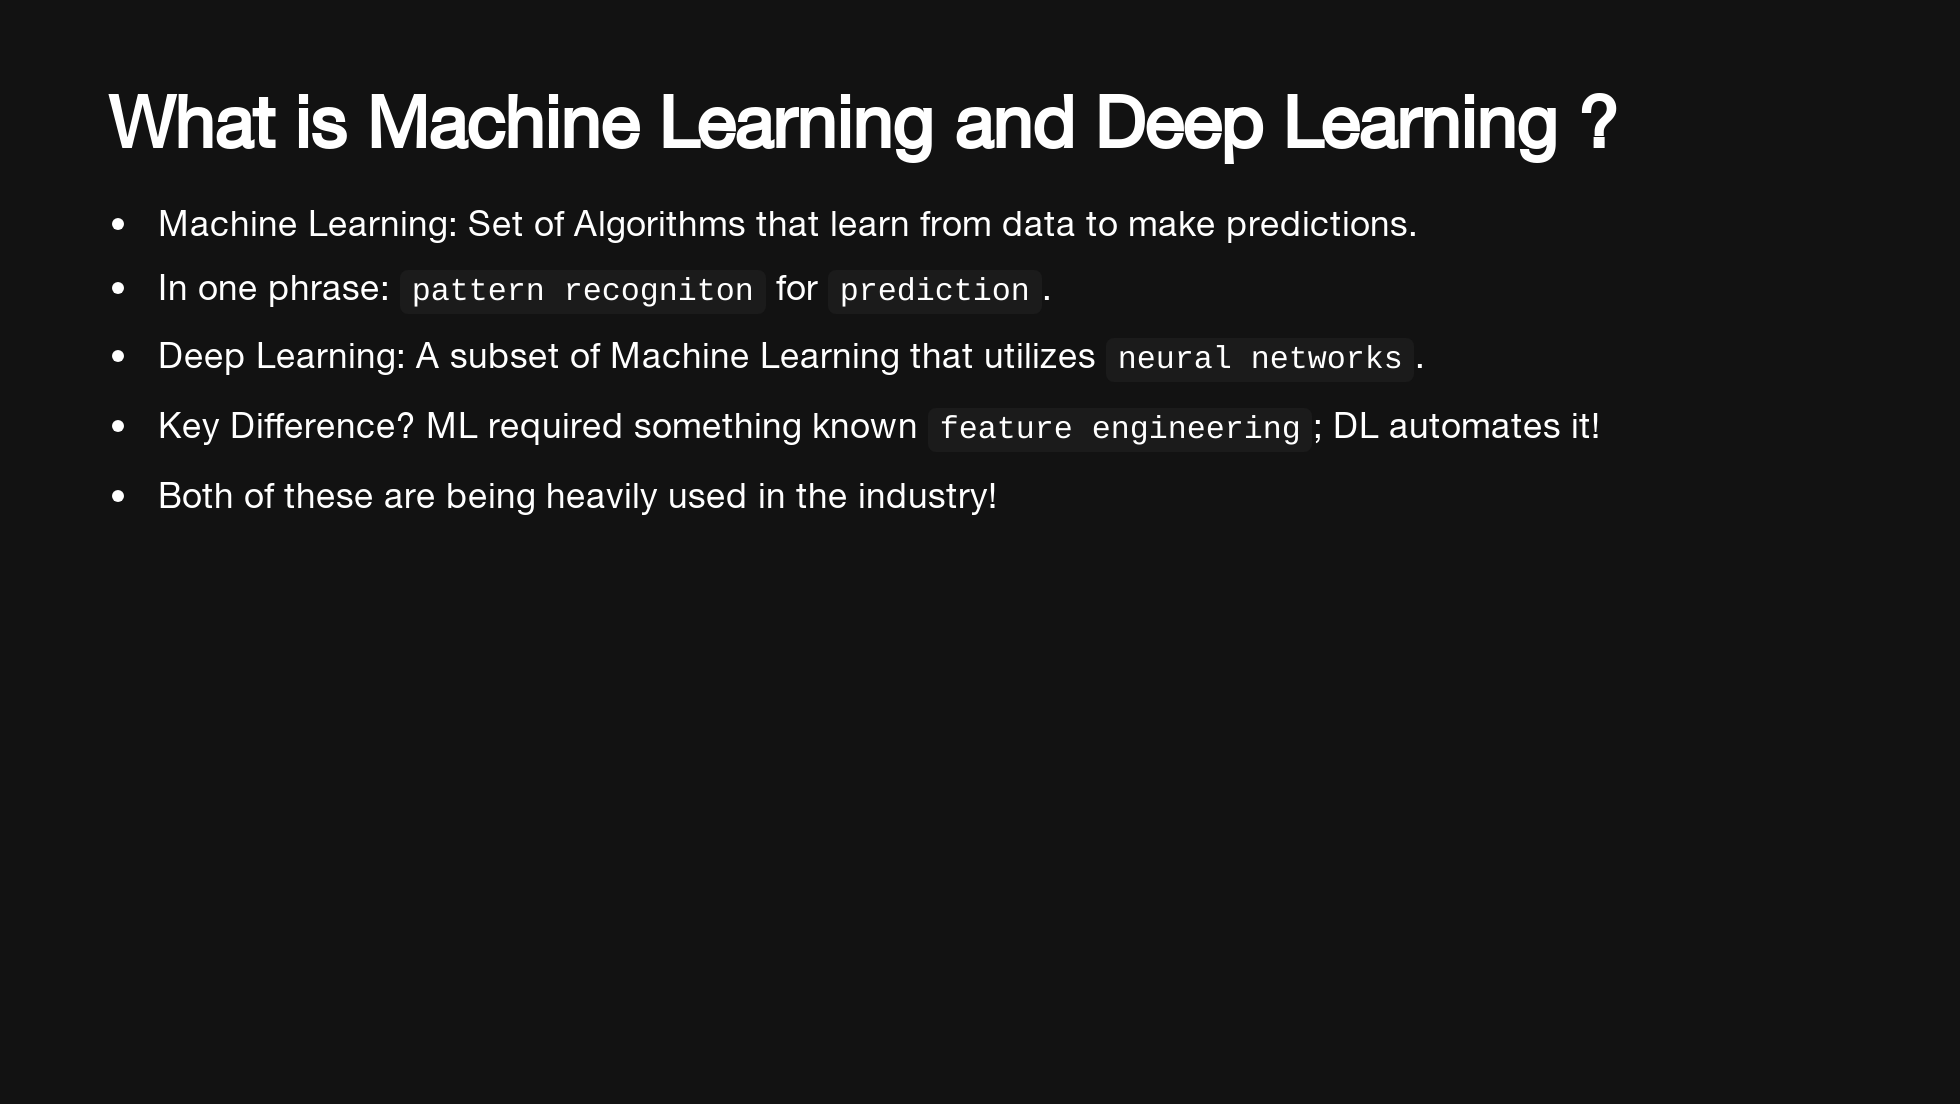 What is Machine Learning and Deep Learning ?
• Machine Learning: Set of Algorithms that learn from data to make predictions.
• In one phrase: pattern recogniton for prediction.
• Deep Learning: A subset of Machine Learning that utilizes neural networks.
• Key Difference? ML required something known feature engineering; DL automates it!
• Both of these are being heavily used in the industry!